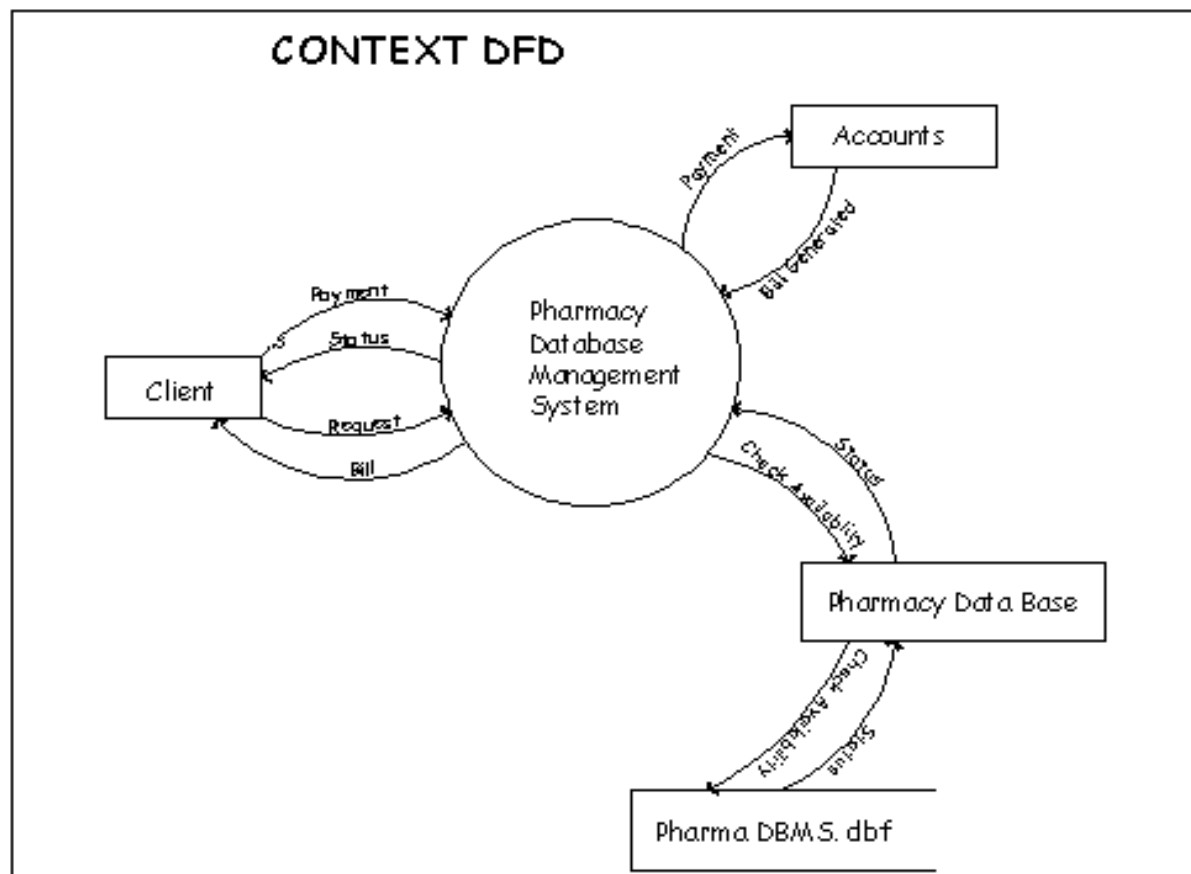 CONTEXT DFD
Accounts
Payment
Bill Generated
Payment
Status
Client
Request
Bill
Pharmacy
Database
Management
System
Status
Check Availablity
Pharmacy Data Base
Check Availability
Status
Pharma DBMS. dbf